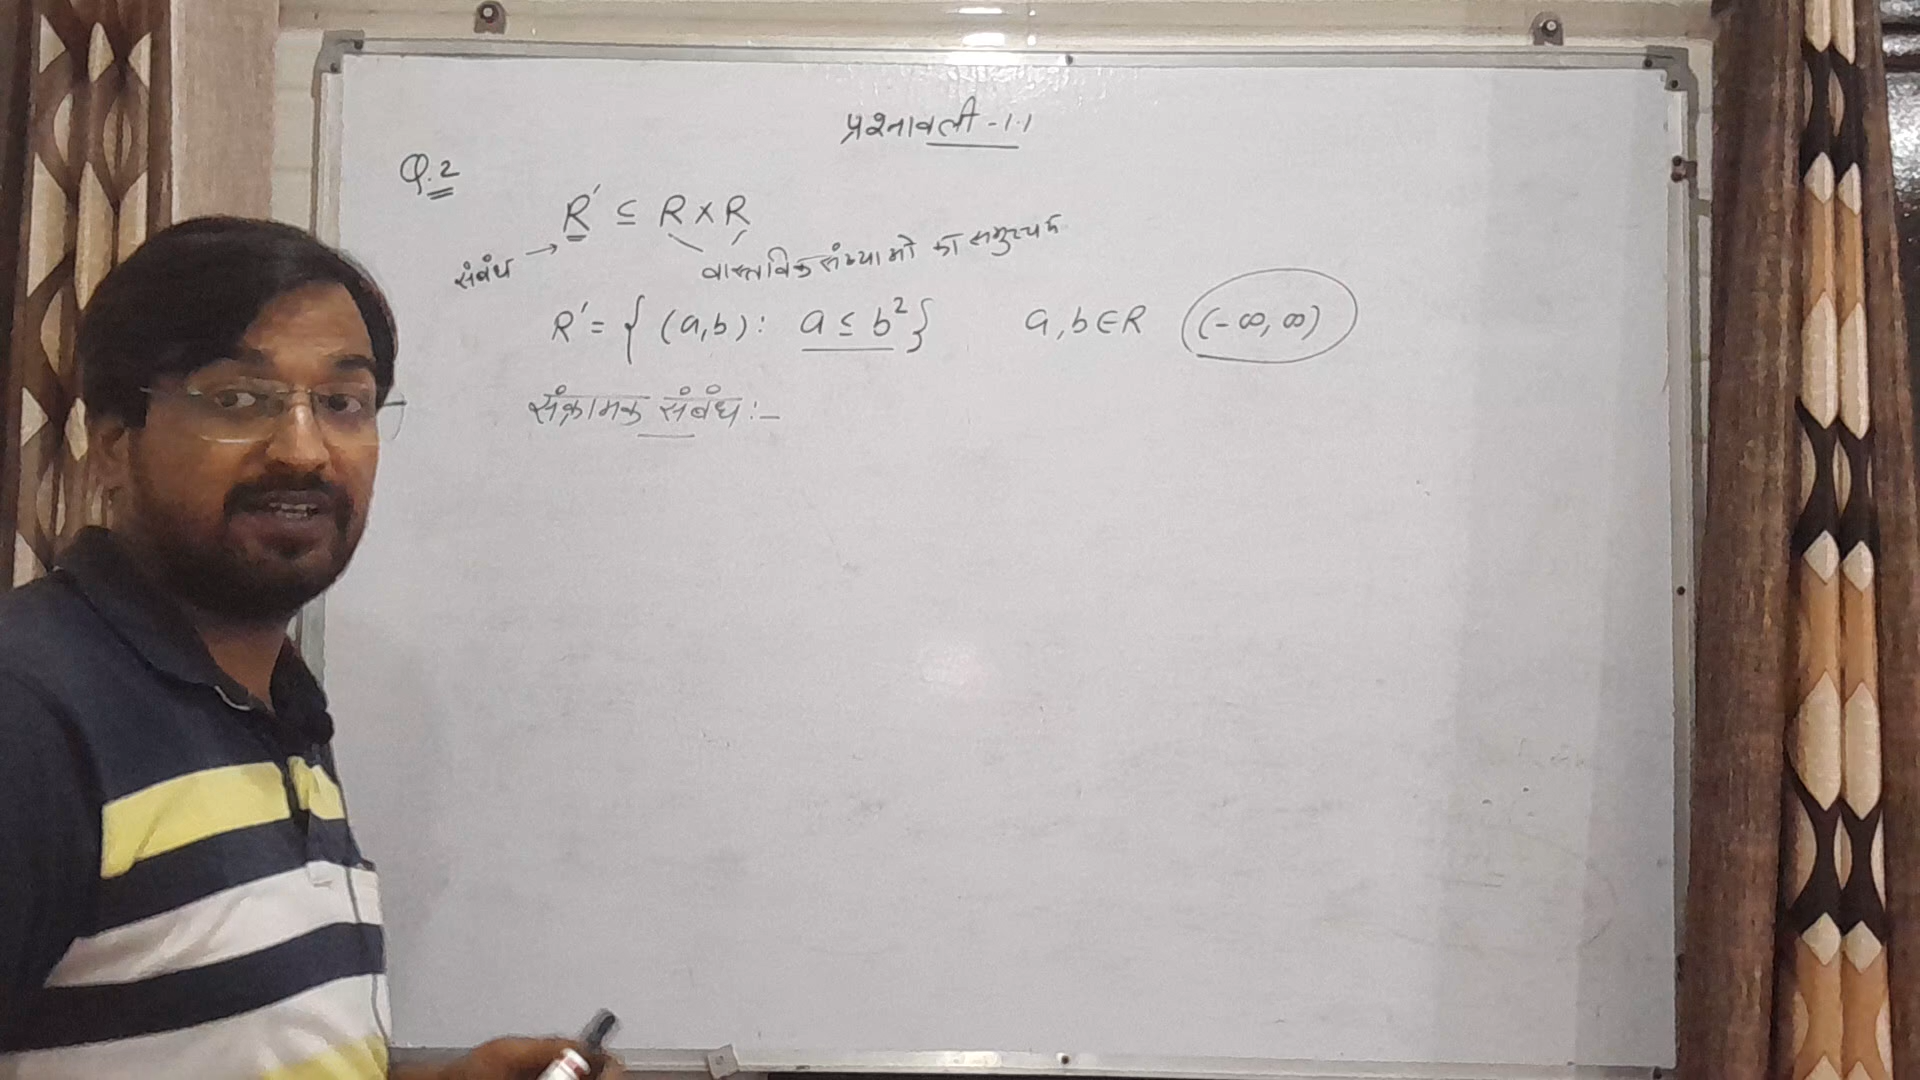 प्रश्नावली - 1.1
Q.2
R' ⊆ R × R
संबंध → वास्तविक संख्याओ का समुच्चय
R' = { (a,b) : a ≤ b² } a, b ∈ R (-∞, ∞)
संक्रामक संबंध :-